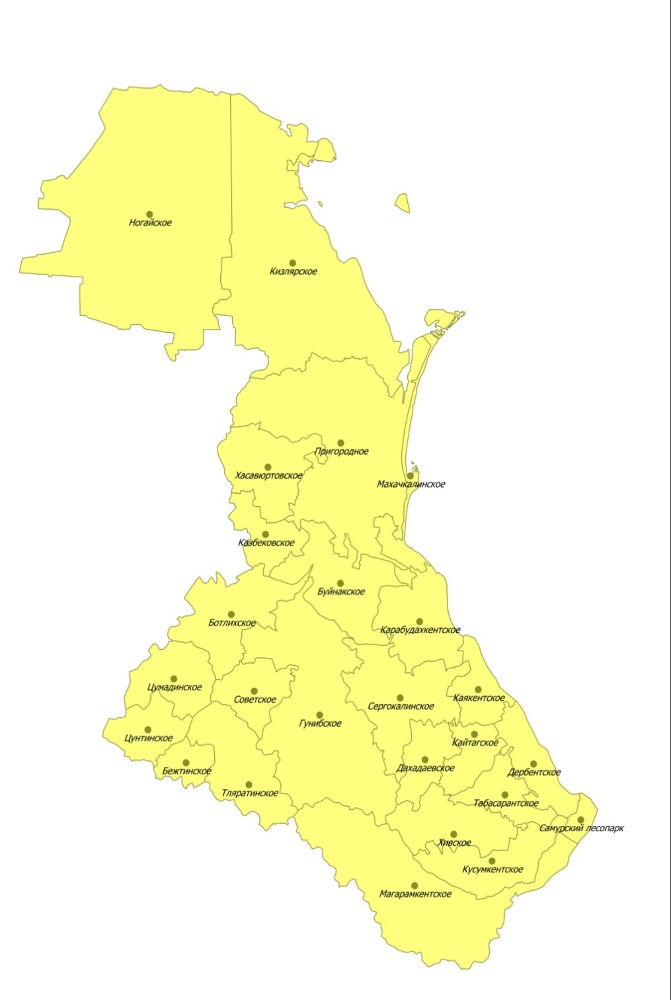 Ногайское
Кизлярское
Пригородное
Хасавюртовское
Махачкалинское
Казбековское
Буйнакское
Ботлихское
Карабудахкентское
Цумадинское
Советское
Каякентское
Сергокалинское
Гунибское
Цунтинское
Кайтагское
Дахадаевское
Бежтинское
Дербентское
Тляратинское
Табасарантское
Самурский лесопарк
Хивское
Кусумкентское
Магарамкентское